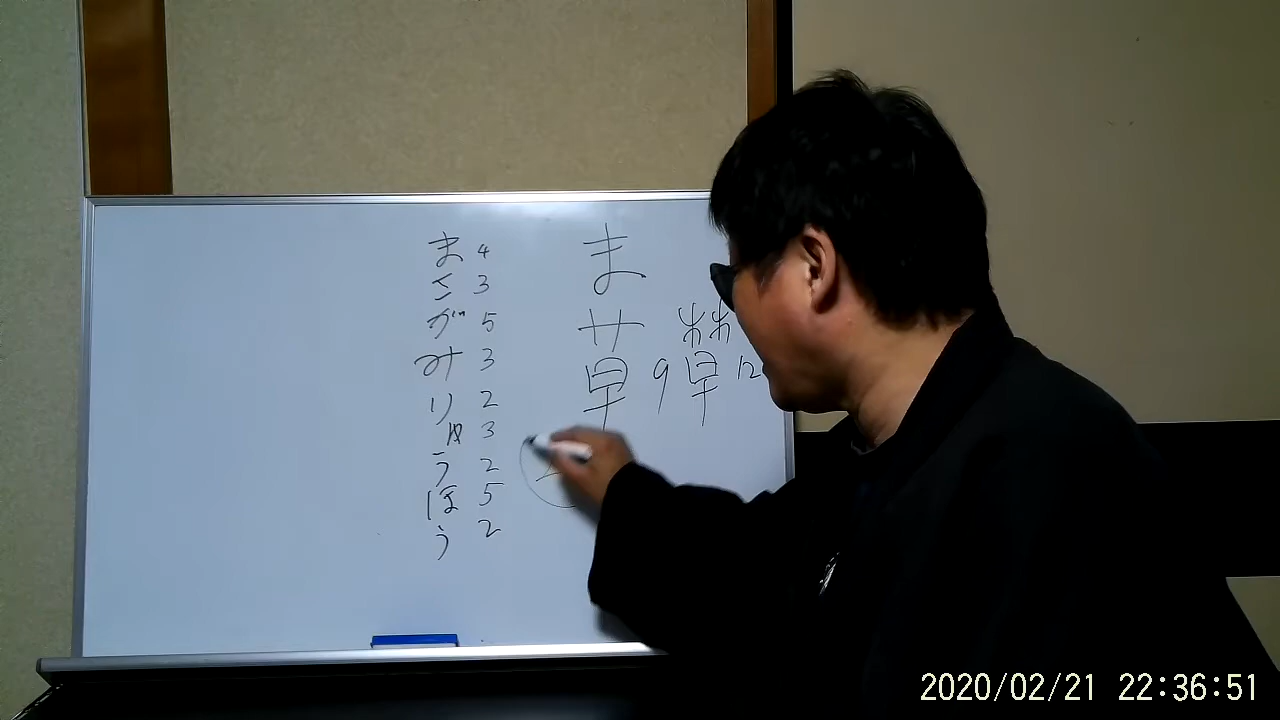 ま 4
さ 3
が 5
み 3
り 2
ゅ 3
う 2
ほ 5
う 2
ま
草 9
12
2020/02/21 22:36:51